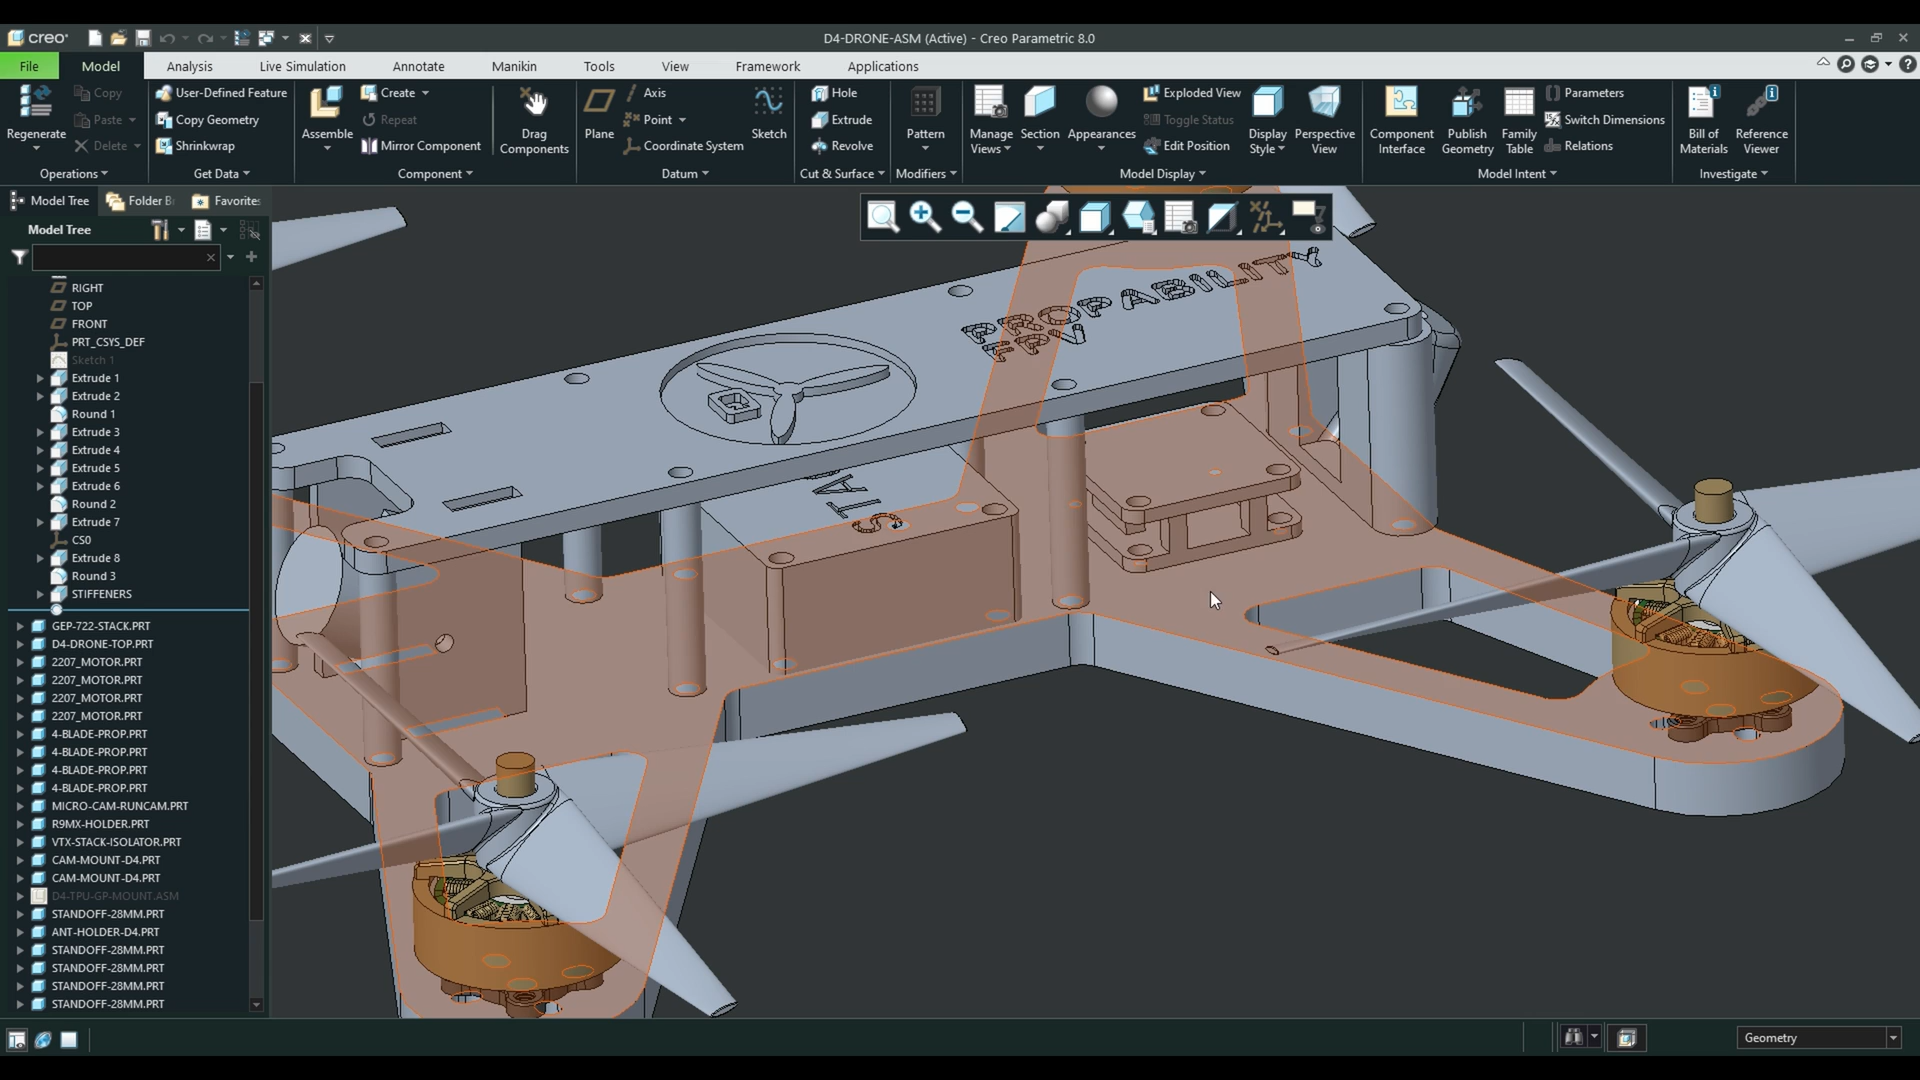 creo
D4-DRONE-ASM (Active) - Creo Parametric 8.0
File
Model
Analysis
Live Simulation
Annotate
Manikin
Tools
View
Framework
Applications
Regenerate
Copy
Paste
Delete
Operations
User-Defined Feature
Copy Geometry
Shrinkwrap
Get Data
Assemble
Create
Repeat
Mirror Component
Component
Drag
Components
Plane
Axis
Point
Coordinate System
Datum
Sketch
Hole
Extrude
Revolve
Cut & Surface
Pattern
Modifiers
Manage
Views
Section
Appearances
Exploded View
Toggle Status
Edit Position
Display
Style
Perspective
View
Model Display
Component
Interface
Publish
Geometry
Family
Table
Parameters
Switch Dimensions
Relations
Model Intent
Bill of
Materials
Reference
Viewer
Investigate
Model Tree
Folder Br
Favorites
Model Tree
RIGHT
TOP
FRONT
PRT_CSYS_DEF
Sketch 1
Extrude 1
Extrude 2
Round 1
Extrude 3
Extrude 4
Extrude 5
Extrude 6
Round 2
Extrude 7
CS0
Extrude 8
Round 3
STIFFENERS
GEP-722-STACK.PRT
D4-DRONE-TOP.PRT
2207_MOTOR.PRT
2207_MOTOR.PRT
2207_MOTOR.PRT
2207_MOTOR.PRT
4-BLADE-PROP.PRT
4-BLADE-PROP.PRT
4-BLADE-PROP.PRT
4-BLADE-PROP.PRT
MICRO-CAM-RUNCAM.PRT
R9MX-HOLDER.PRT
VTX-STACK-ISOLATOR.PRT
CAM-MOUNT-D4.PRT
CAM-MOUNT-D4.PRT
D4-TPU-GP-MOUNT.ASM
STANDOFF-28MM.PRT
ANT-HOLDER-D4.PRT
STANDOFF-28MM.PRT
STANDOFF-28MM.PRT
STANDOFF-28MM.PRT
STANDOFF-28MM.PRT
PROPABILITY
FPV
Geometry